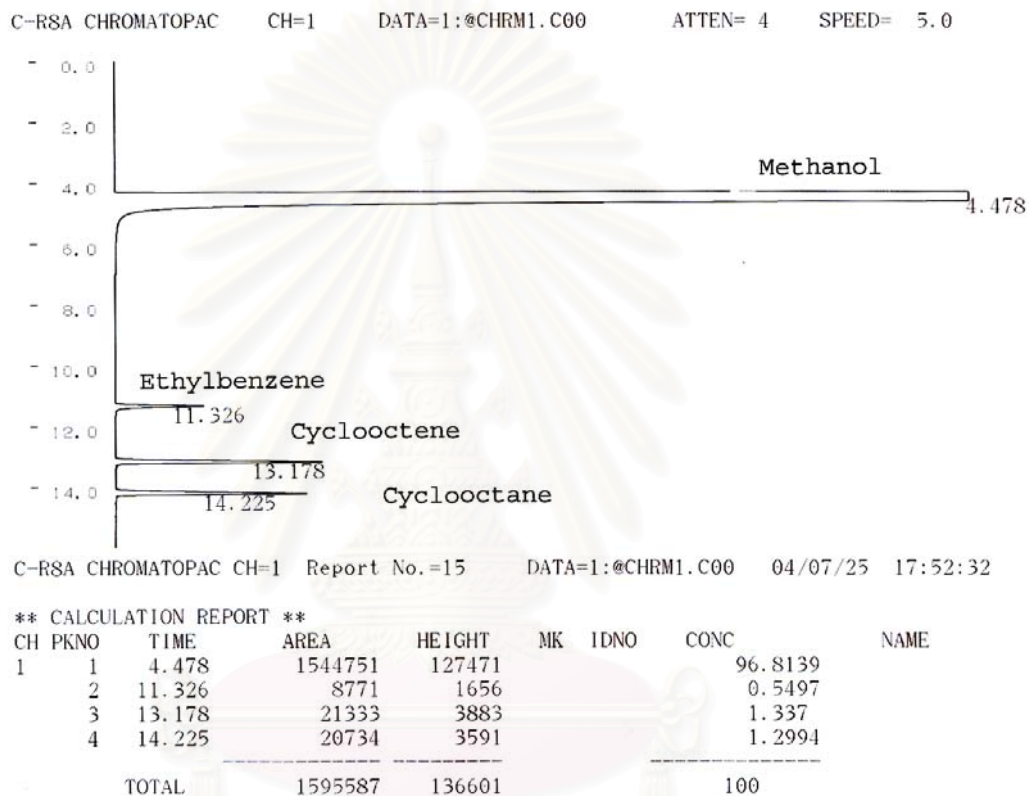 C-R8A CHROMATOPAC CH=1 DATA=1:@CHRM1.C00 ATTEN= 4 SPEED= 5.0
0.0
2.0
Methanol
4.0
4.478
6.0
8.0
10.0
Ethylbenzene
11.326
12.0
Cyclooctene
13.178
14.0
Cyclooctane
14.225
C-R8A CHROMATOPAC CH=1 Report No.=15 DATA=1:@CHRM1.C00 04/07/25 17:52:32
** CALCULATION REPORT **
CH PKNO TIME AREA HEIGHT MK IDNO CONC NAME
1 1 4.478 1544751 127471 96.8139
2 11.326 8771 1656 0.5497
3 13.178 21333 3883 1.337
4 14.225 20734 3591 1.2994
TOTAL 1595587 136601 100